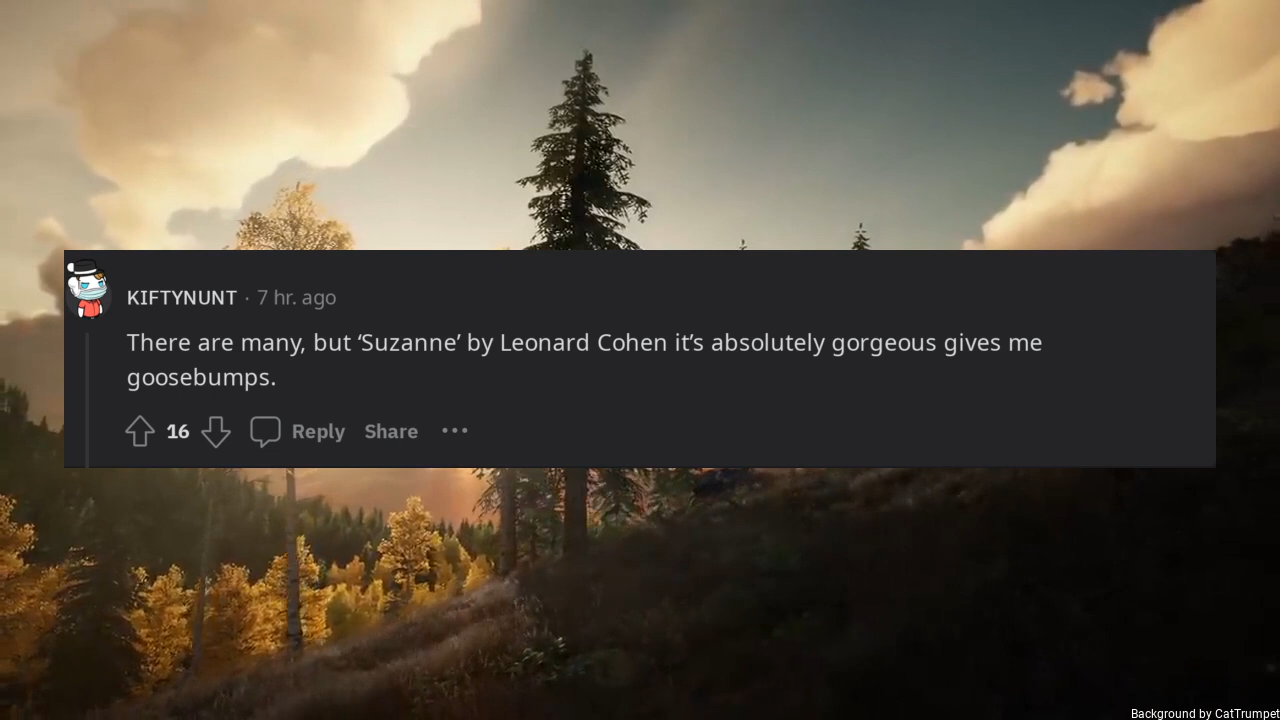 KIFTYNUNT · 7 hr. ago
There are many, but ‘Suzanne’ by Leonard Cohen it’s absolutely gorgeous gives me
goosebumps.
16 Reply Share ···
Background by CatTrumpet